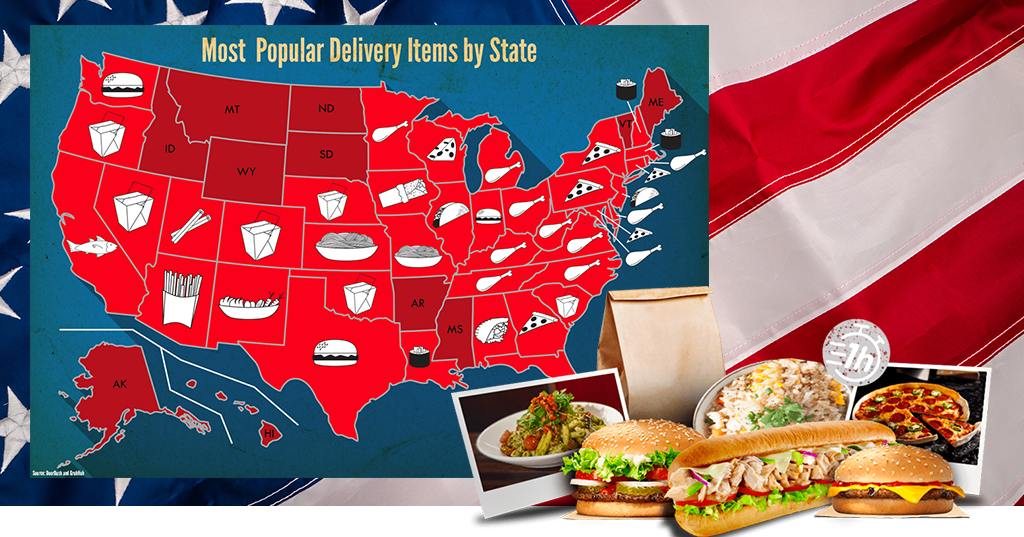 Most Popular Delivery Items by State
MT
ND
ME
VT
ID
SD
WY
AR
MS
AK
HI
1h
Source: DoorDash and GrubHub